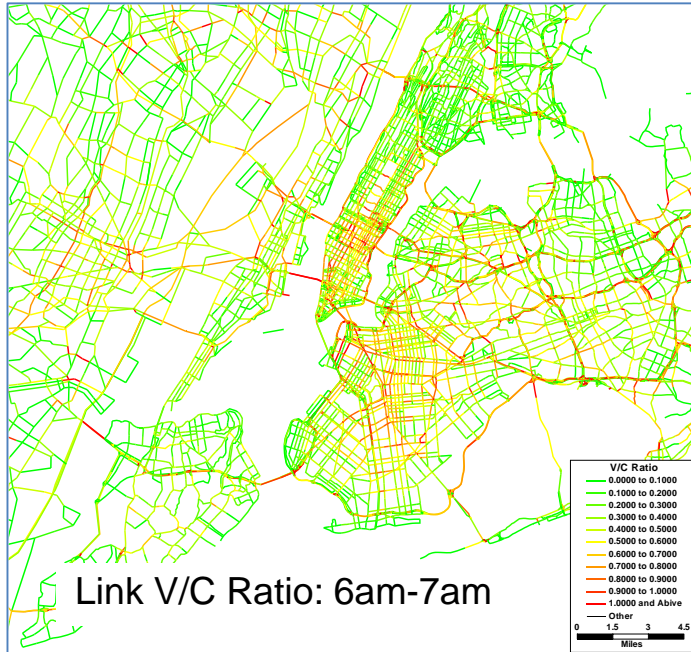 V/C Ratio
0.0000 to 0.1000
0.1000 to 0.2000
0.2000 to 0.3000
0.3000 to 0.4000
0.4000 to 0.5000
0.5000 to 0.6000
0.6000 to 0.7000
0.7000 to 0.8000
0.8000 to 0.9000
0.9000 to 1.0000
1.0000 and Abive
Other
0 1.5 3 4.5
Miles
Link V/C Ratio: 6am-7am